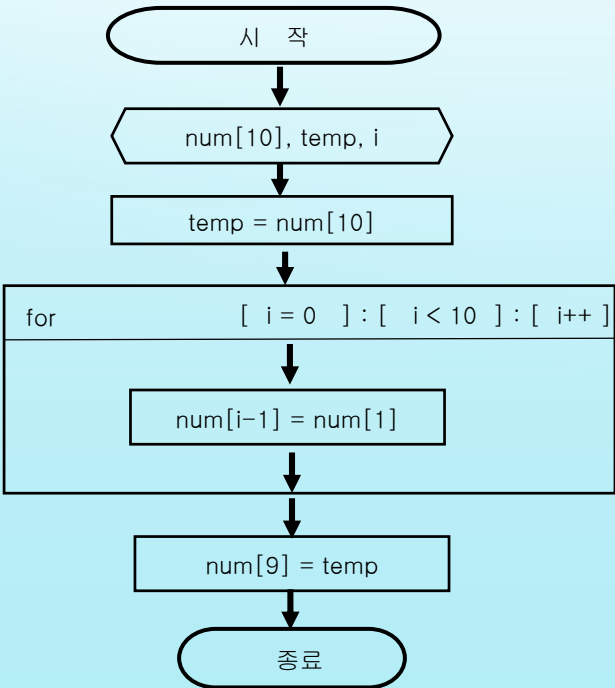 시 작
num[10], temp, i
temp = num[10]
for [ i = 0 ] : [ i < 10 ] : [ i++ ]
num[i-1] = num[1]
num[9] = temp
종료